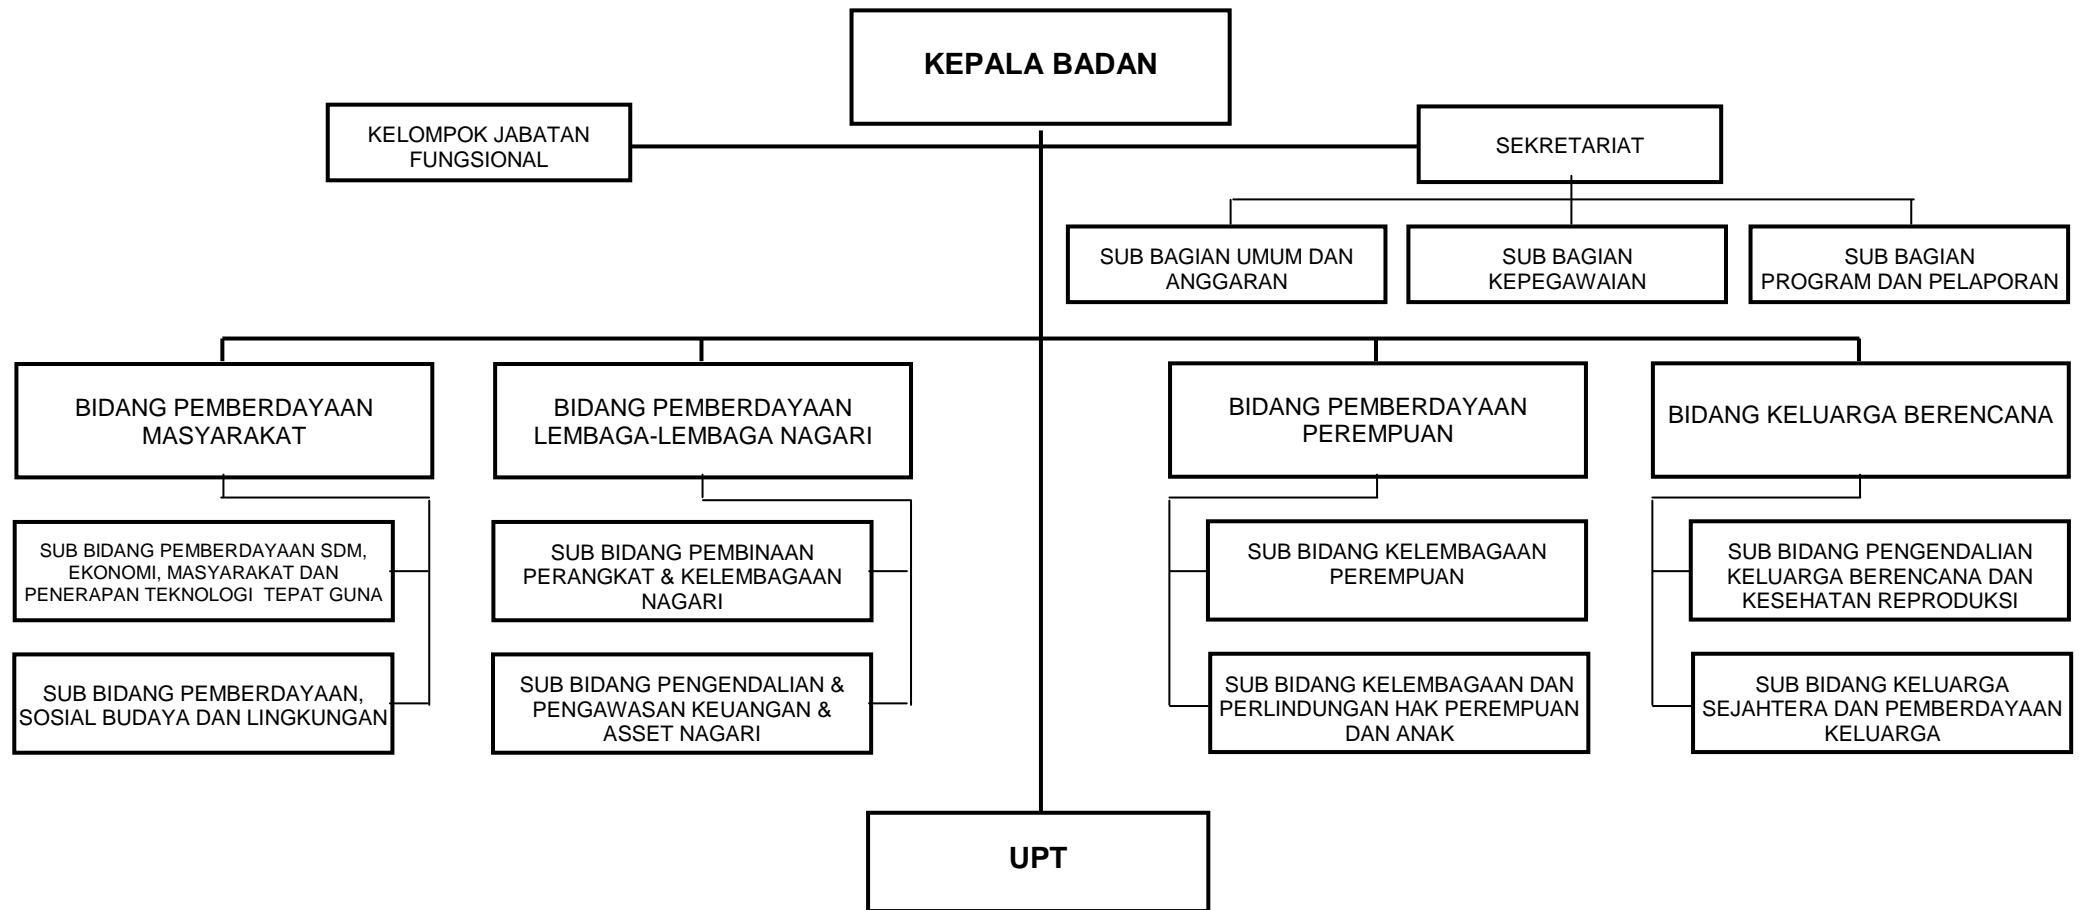 KEPALA BADAN
KELOMPOK JABATAN
FUNGSIONAL
SEKRETARIAT
SUB BAGIAN UMUM DAN
ANGGARAN
SUB BAGIAN
KEPEGAWAIAN
SUB BAGIAN
PROGRAM DAN PELAPORAN
BIDANG PEMBERDAYAAN
MASYARAKAT
BIDANG PEMBERDAYAAN
LEMBAGA-LEMBAGA NAGARI
BIDANG PEMBERDAYAAN
PEREMPUAN
BIDANG KELUARGA BERENCANA
SUB BIDANG PEMBERDAYAAN SDM,
EKONOMI, MASYARAKAT DAN
PENERAPAN TEKNOLOGI TEPAT GUNA
SUB BIDANG PEMBINAAN
PERANGKAT & KELEMBAGAAN
NAGARI
SUB BIDANG KELEMBAGAAN
PEREMPUAN
SUB BIDANG PENGENDALIAN
KELUARGA BERENCANA DAN
KESEHATAN REPRODUKSI
SUB BIDANG PEMBERDAYAAN,
SOSIAL BUDAYA DAN LINGKUNGAN
SUB BIDANG PENGENDALIAN &
PENGAWASAN KEUANGAN &
ASSET NAGARI
SUB BIDANG KELEMBAGAAN DAN
PERLINDUNGAN HAK PEREMPUAN
DAN ANAK
SUB BIDANG KELUARGA
SEJAHTERA DAN PEMBERDAYAAN
KELUARGA
UPT